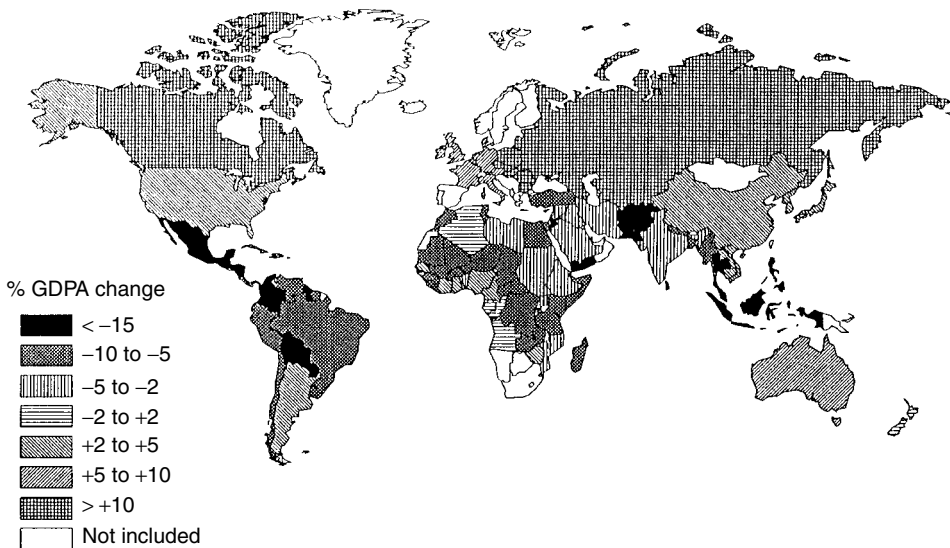 % GDPA change
< –15
–10 to –5
–5 to –2
–2 to +2
+2 to +5
+5 to +10
> +10
Not included